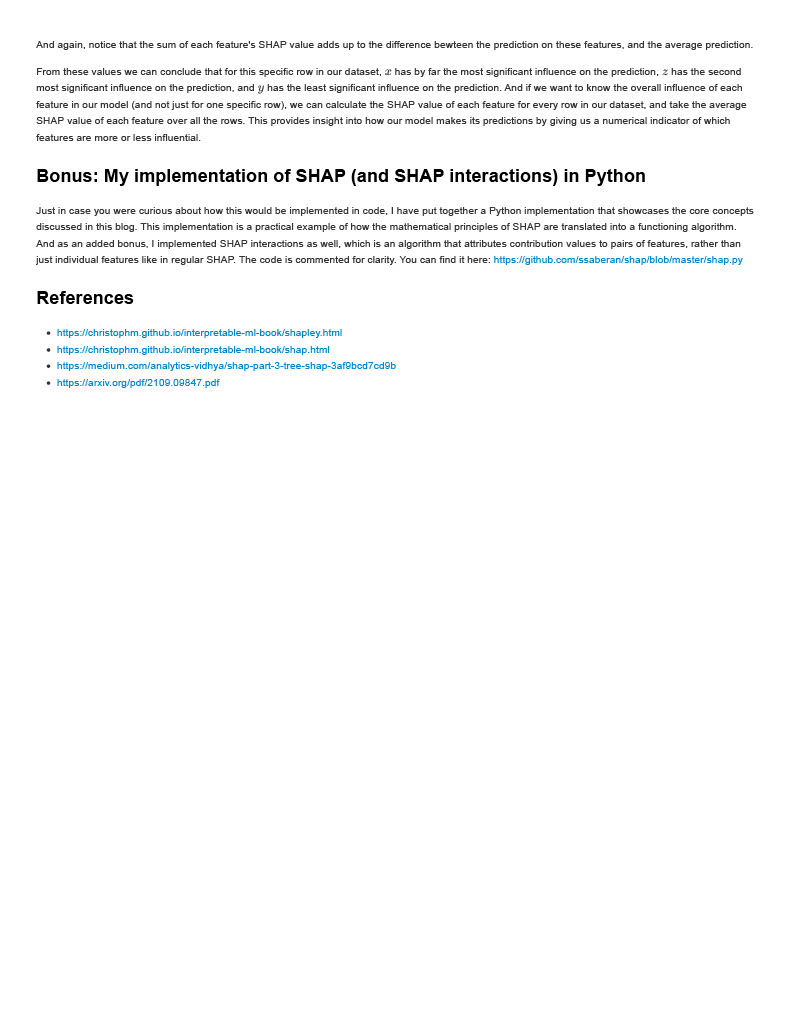 And again, notice that the sum of each feature's SHAP value adds up to the difference bewteen the prediction on these features, and the average prediction.
From these values we can conclude that for this specific row in our dataset, x has by far the most significant influence on the prediction, z has the second
most significant influence on the prediction, and y has the least significant influence on the prediction. And if we want to know the overall influence of each
feature in our model (and not just for one specific row), we can calculate the SHAP value of each feature for every row in our dataset, and take the average
SHAP value of each feature over all the rows. This provides insight into how our model makes its predictions by giving us a numerical indicator of which
features are more or less influential.
Bonus: My implementation of SHAP (and SHAP interactions) in Python
Just in case you were curious about how this would be implemented in code, I have put together a Python implementation that showcases the core concepts
discussed in this blog. This implementation is a practical example of how the mathematical principles of SHAP are translated into a functioning algorithm.
And as an added bonus, I implemented SHAP interactions as well, which is an algorithm that attributes contribution values to pairs of features, rather than
just individual features like in regular SHAP. The code is commented for clarity. You can find it here: https://github.com/ssaberan/shap/blob/master/shap.py
References
• https://christophm.github.io/interpretable-ml-book/shapley.html
• https://christophm.github.io/interpretable-ml-book/shap.html
• https://medium.com/analytics-vidhya/shap-part-3-tree-shap-3af9bcd7cd9b
• https://arxiv.org/pdf/2109.09847.pdf